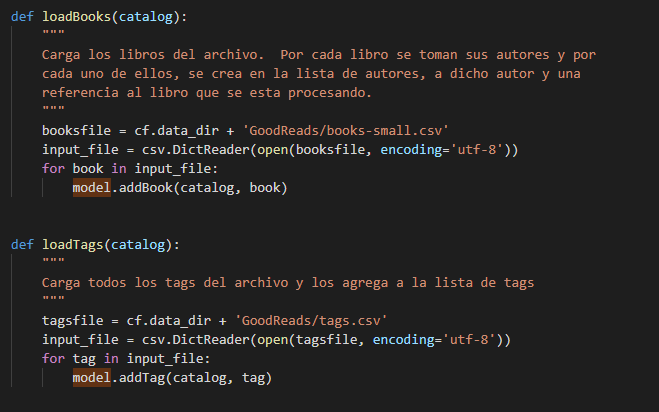 def loadBooks(catalog):
"""
Carga los libros del archivo.  Por cada libro se toman sus autores y por
cada uno de ellos, se crea en la lista de autores, a dicho autor y una
referencia al libro que se esta procesando.
"""
booksfile = cf.data_dir + 'GoodReads/books-small.csv'
input_file = csv.DictReader(open(booksfile, encoding='utf-8'))
for book in input_file:
model.addBook(catalog, book)
def loadTags(catalog):
"""
Carga todos los tags del archivo y los agrega a la lista de tags
"""
tagsfile = cf.data_dir + 'GoodReads/tags.csv'
input_file = csv.DictReader(open(tagsfile, encoding='utf-8'))
for tag in input_file:
model.addTag(catalog, tag)